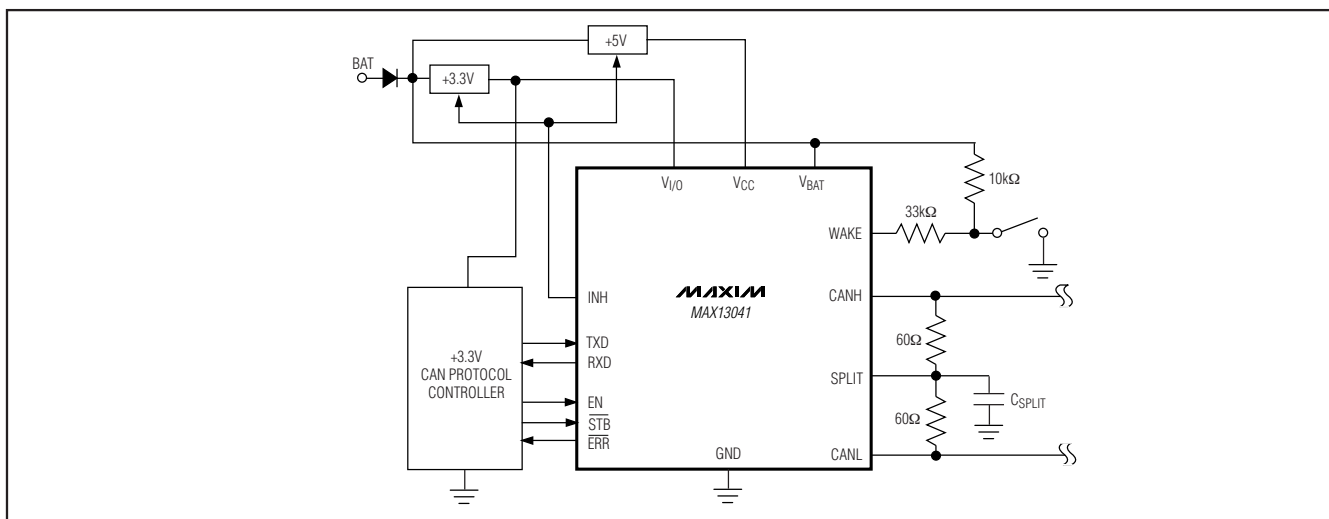 +5V
BAT
+3.3V
V_I/O
V_CC
V_BAT
10kΩ
33kΩ
WAKE
INH
MAXIM
MAX13041
CANH
TXD
RXD
+3.3V
CAN PROTOCOL
CONTROLLER
60Ω
SPLIT
C_SPLIT
EN
STB
ERR
60Ω
GND
CANL